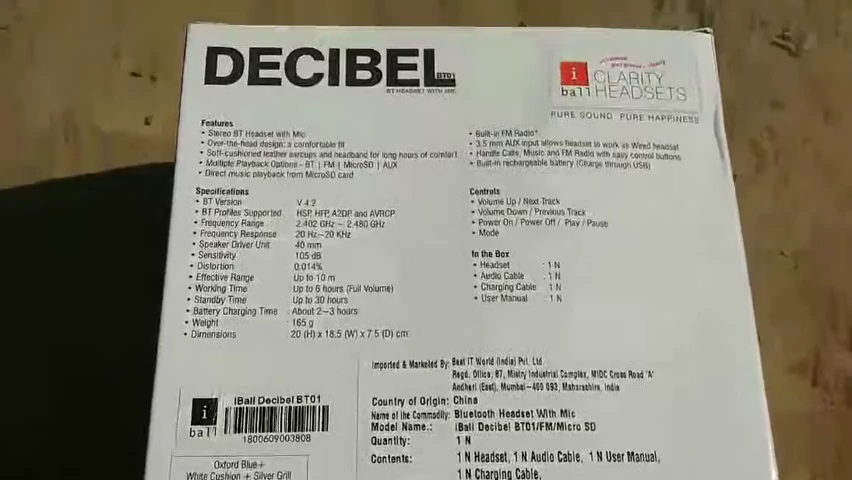 DECIBEL BT01
BT HEADSET WITH MIC
i
ball
CLARITY
HEADSETS
PURE SOUND PURE HAPPINESS
Features
• Stereo BT Headset with Mic
• Over-the-head design: a comfortable fit
• Soft-cushioned leather earcups and headband for long hours of comfort
• Multiple Playback Options - BT | FM | MicroSD | AUX
• Direct music playback from MicroSD card
• Built-in FM Radio*
• 3.5 mm AUX input allows headset to work as Wired headset
• Handle Calls, Music and FM Radio with easy control buttons
• Built-in rechargeable battery (Charge through USB)
Specifications
• BT Version : V 4.2
• BT Profiles Supported : HSP, HFP, A2DP and AVRCP
• Frequency Range : 2.402 GHz – 2.480 GHz
• Frequency Response : 20 Hz–20 KHz
• Speaker Driver Unit : 40 mm
• Sensitivity : 105 dB
• Distortion : 0.014%
• Effective Range : Up to 10 m
• Working Time : Up to 6 hours (Full Volume)
• Standby Time : Up to 30 hours
• Battery Charging Time : About 2–3 hours
• Weight : 165 g
• Dimensions : 20 (H) x 18.5 (W) x 7.5 (D) cm
Controls
• Volume Up / Next Track
• Volume Down / Previous Track
• Power On / Power Off / Play / Pause
• Mode
In the Box
• Headset : 1 N
• Audio Cable : 1 N
• Charging Cable : 1 N
• User Manual : 1 N
Imported & Marketed By: Best IT World (India) Pvt. Ltd.
Regd. Office: 87, Mistry Industrial Complex, MIDC Cross Road 'A'
Andheri (East), Mumbai-400 093, Maharashtra, India
Country of Origin: China
Name of the Commodity: Bluetooth Headset With Mic
Model Name.: iBall Decibel BT01/FM/Micro SD
Quantity: 1 N
Contents: 1 N Headset, 1 N Audio Cable, 1 N User Manual,
1 N Charging Cable,
i
ball
iBall Decibel BT01
1800609003808
Oxford Blue+
White Cushion + Silver Grill